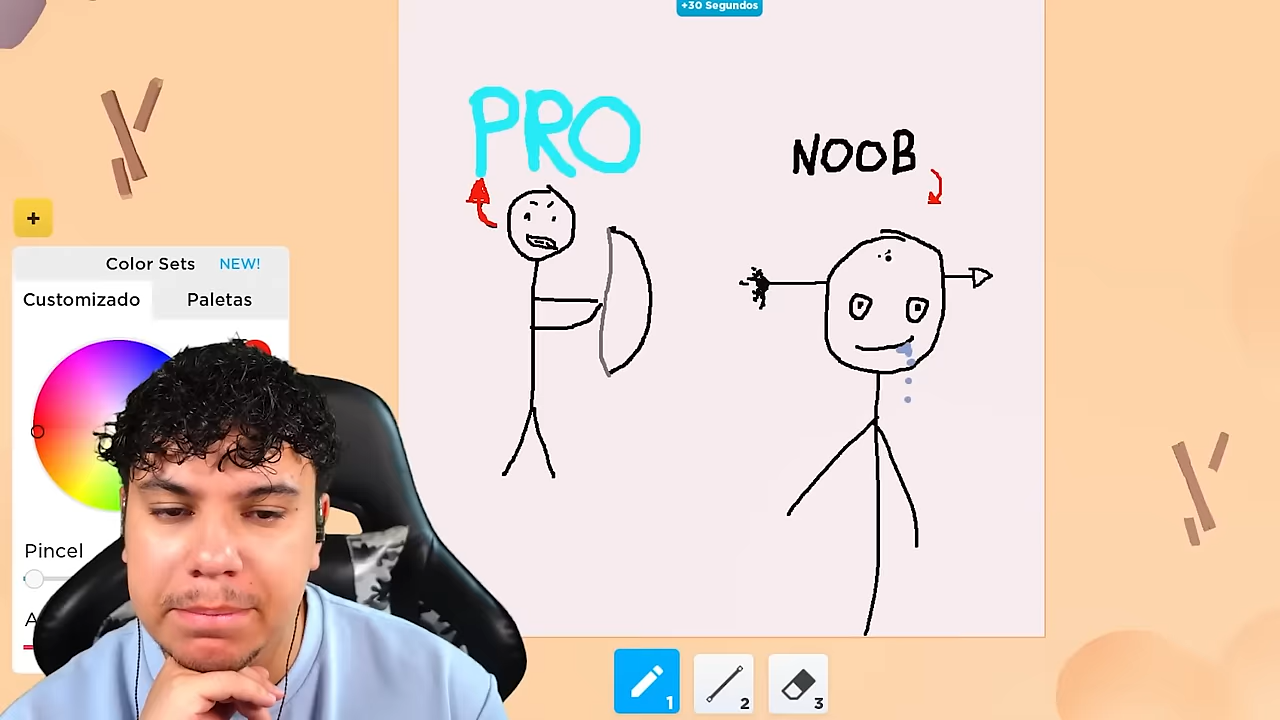 +30 Segundos
PRO
NOOB
+
Color Sets NEW!
Customizado Paletas
Pincel
A
1 2 3